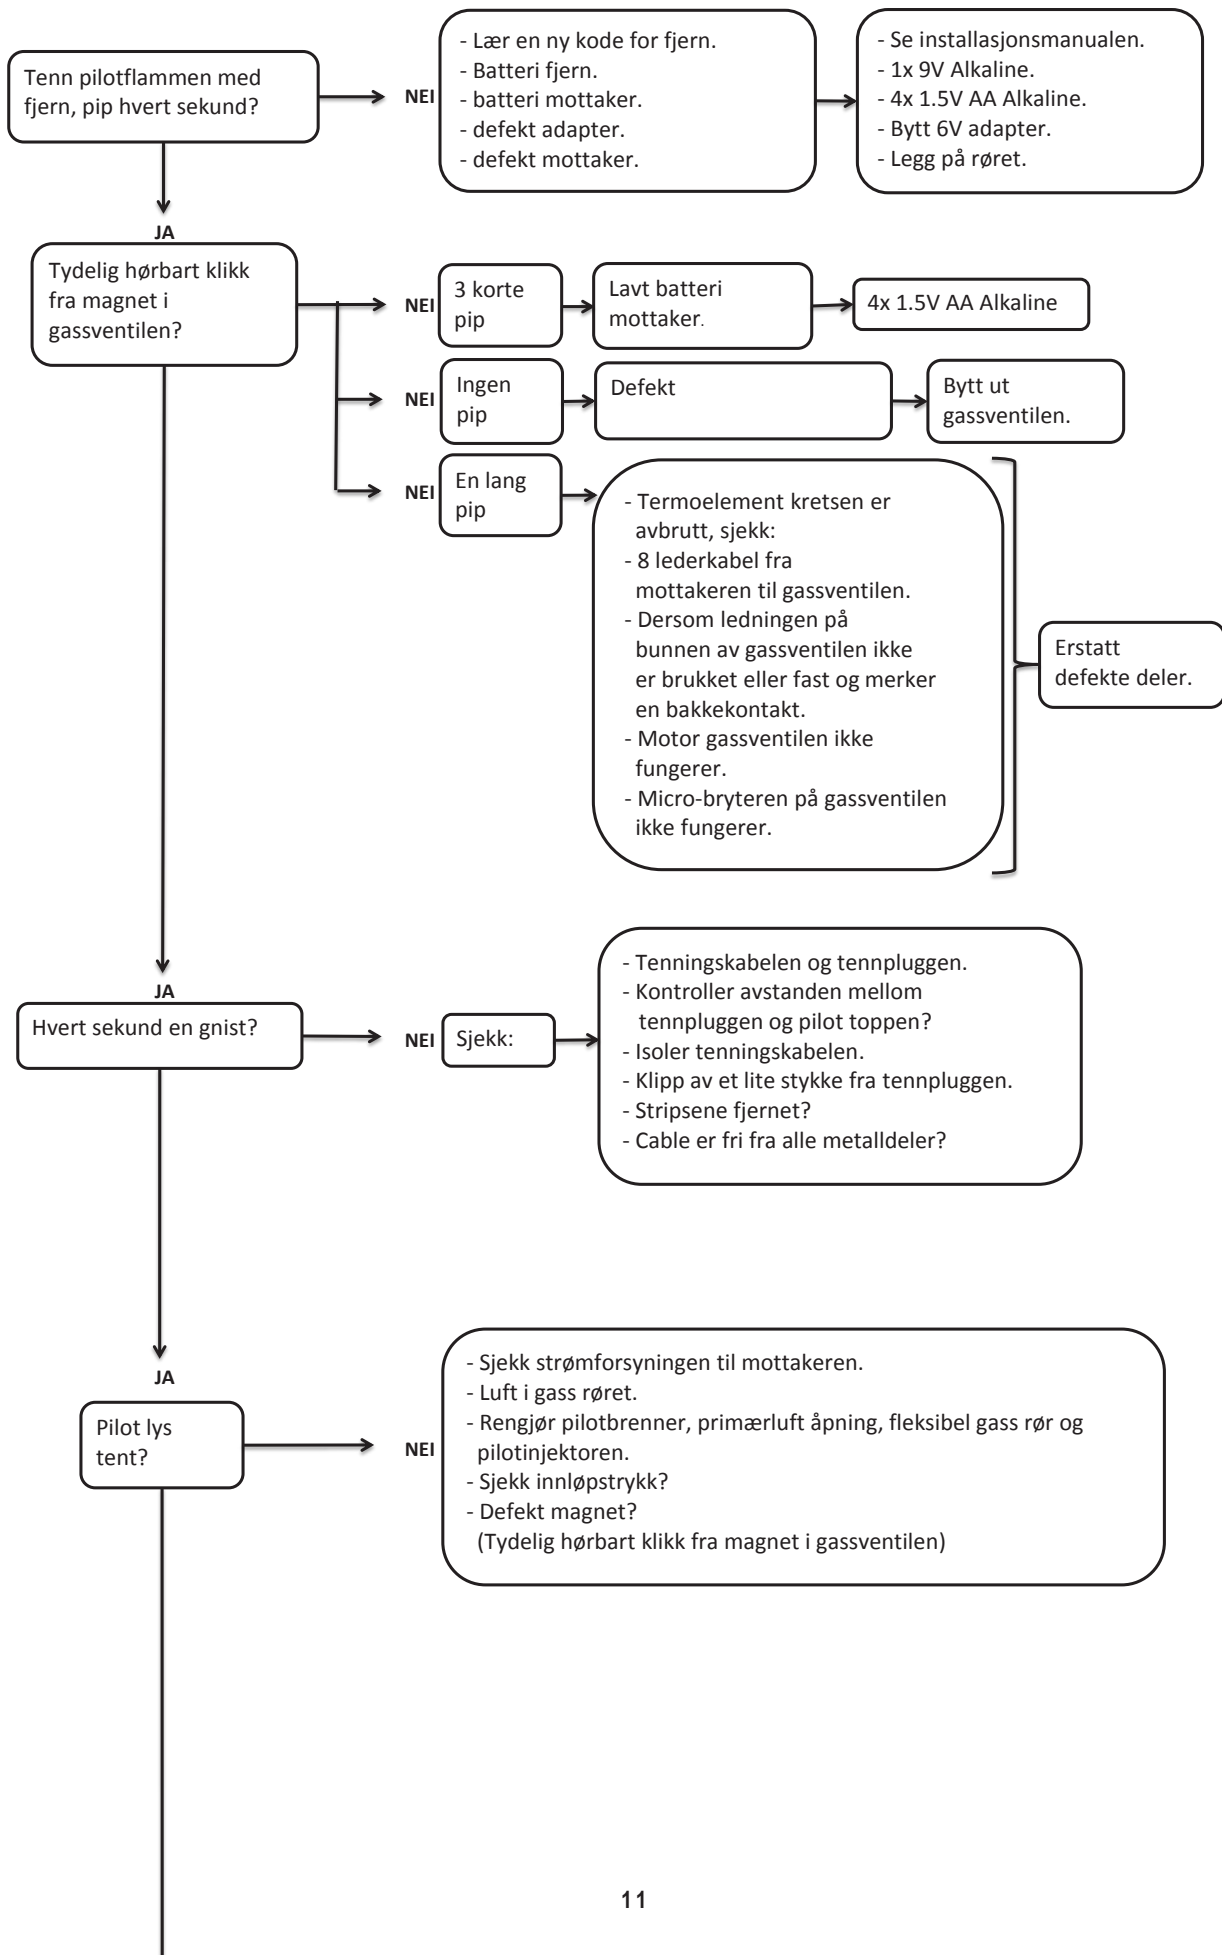 Tenn pilotflammen med
fjern, pip hvert sekund?
NEI
- Lær en ny kode for fjern.
- Batteri fjern.
- batteri mottaker.
- defekt adapter.
- defekt mottaker.
- Se installasjonsmanualen.
- 1x 9V Alkaline.
- 4x 1.5V AA Alkaline.
- Bytt 6V adapter.
- Legg på røret.
JA
Tydelig hørbart klikk
fra magnet i
gassventilen?
NEI
3 korte
pip
Lavt batteri
mottaker.
4x 1.5V AA Alkaline
NEI
Ingen
pip
Defekt
Bytt ut
gassventilen.
NEI
En lang
pip
- Termoelement kretsen er
avbrutt, sjekk:
- 8 lederkabel fra
mottakeren til gassventilen.
- Dersom ledningen på
bunnen av gassventilen ikke
er brukket eller fast og merker
en bakkekontakt.
- Motor gassventilen ikke
fungerer.
- Micro-bryteren på gassventilen
ikke fungerer.
Erstatt
defekte deler.
JA
Hvert sekund en gnist?
NEI
Sjekk:
- Tenningskabelen og tennpluggen.
- Kontroller avstanden mellom
tennpluggen og pilot toppen?
- Isoler tenningskabelen.
- Klipp av et lite stykke fra tennpluggen.
- Stripsene fjernet?
- Cable er fri fra alle metalldeler?
JA
Pilot lys
tent?
NEI
- Sjekk strømforsyningen til mottakeren.
- Luft i gass røret.
- Rengjør pilotbrenner, primærluft åpning, fleksibel gass rør og
pilotinjektoren.
- Sjekk innløpstrykk?
- Defekt magnet?
(Tydelig hørbart klikk fra magnet i gassventilen)
11